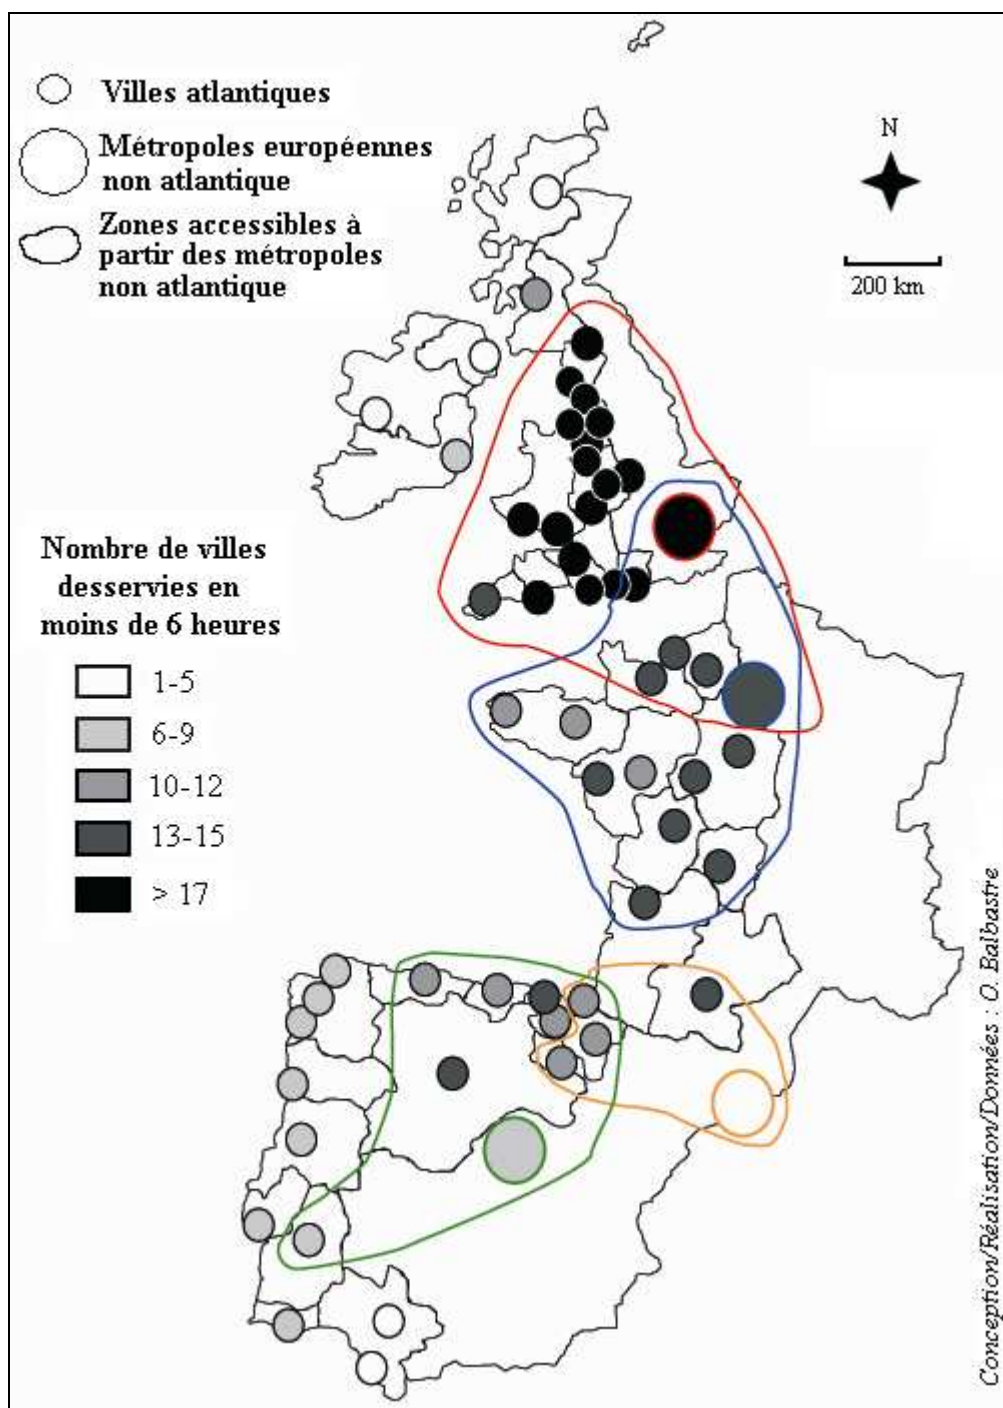 Villes atlantiques
Métropoles européennes
non atlantique
Zones accessibles à
partir des métropoles
non atlantique
N
200 km
Nombre de villes
desservies en
moins de 6 heures
1-5
6-9
10-12
13-15
> 17
Conception/Réalisation/Données : O. Balbastre